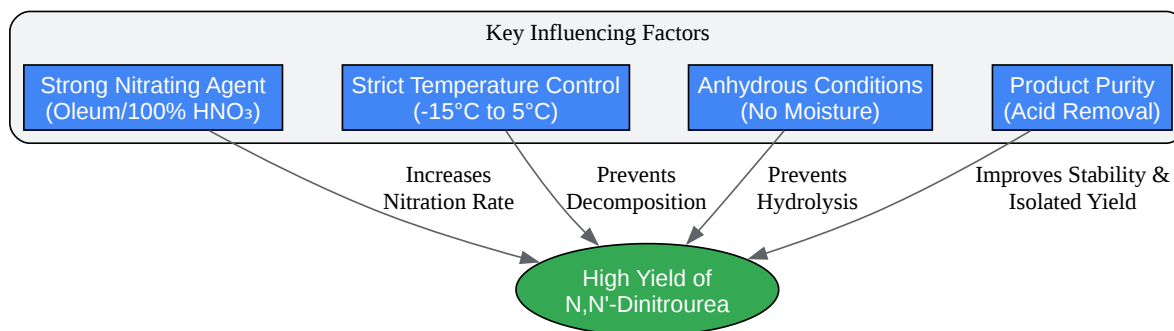 Key Influencing Factors
Strong Nitrating Agent
(Oleum/100% HNO₃)
Strict Temperature Control
(-15°C to 5°C)
Anhydrous Conditions
(No Moisture)
Product Purity
(Acid Removal)
Increases
Nitration Rate
Prevents
Decomposition
Prevents
Hydrolysis
Improves Stability &
Isolated Yield
High Yield of
N,N'-Dinitrourea